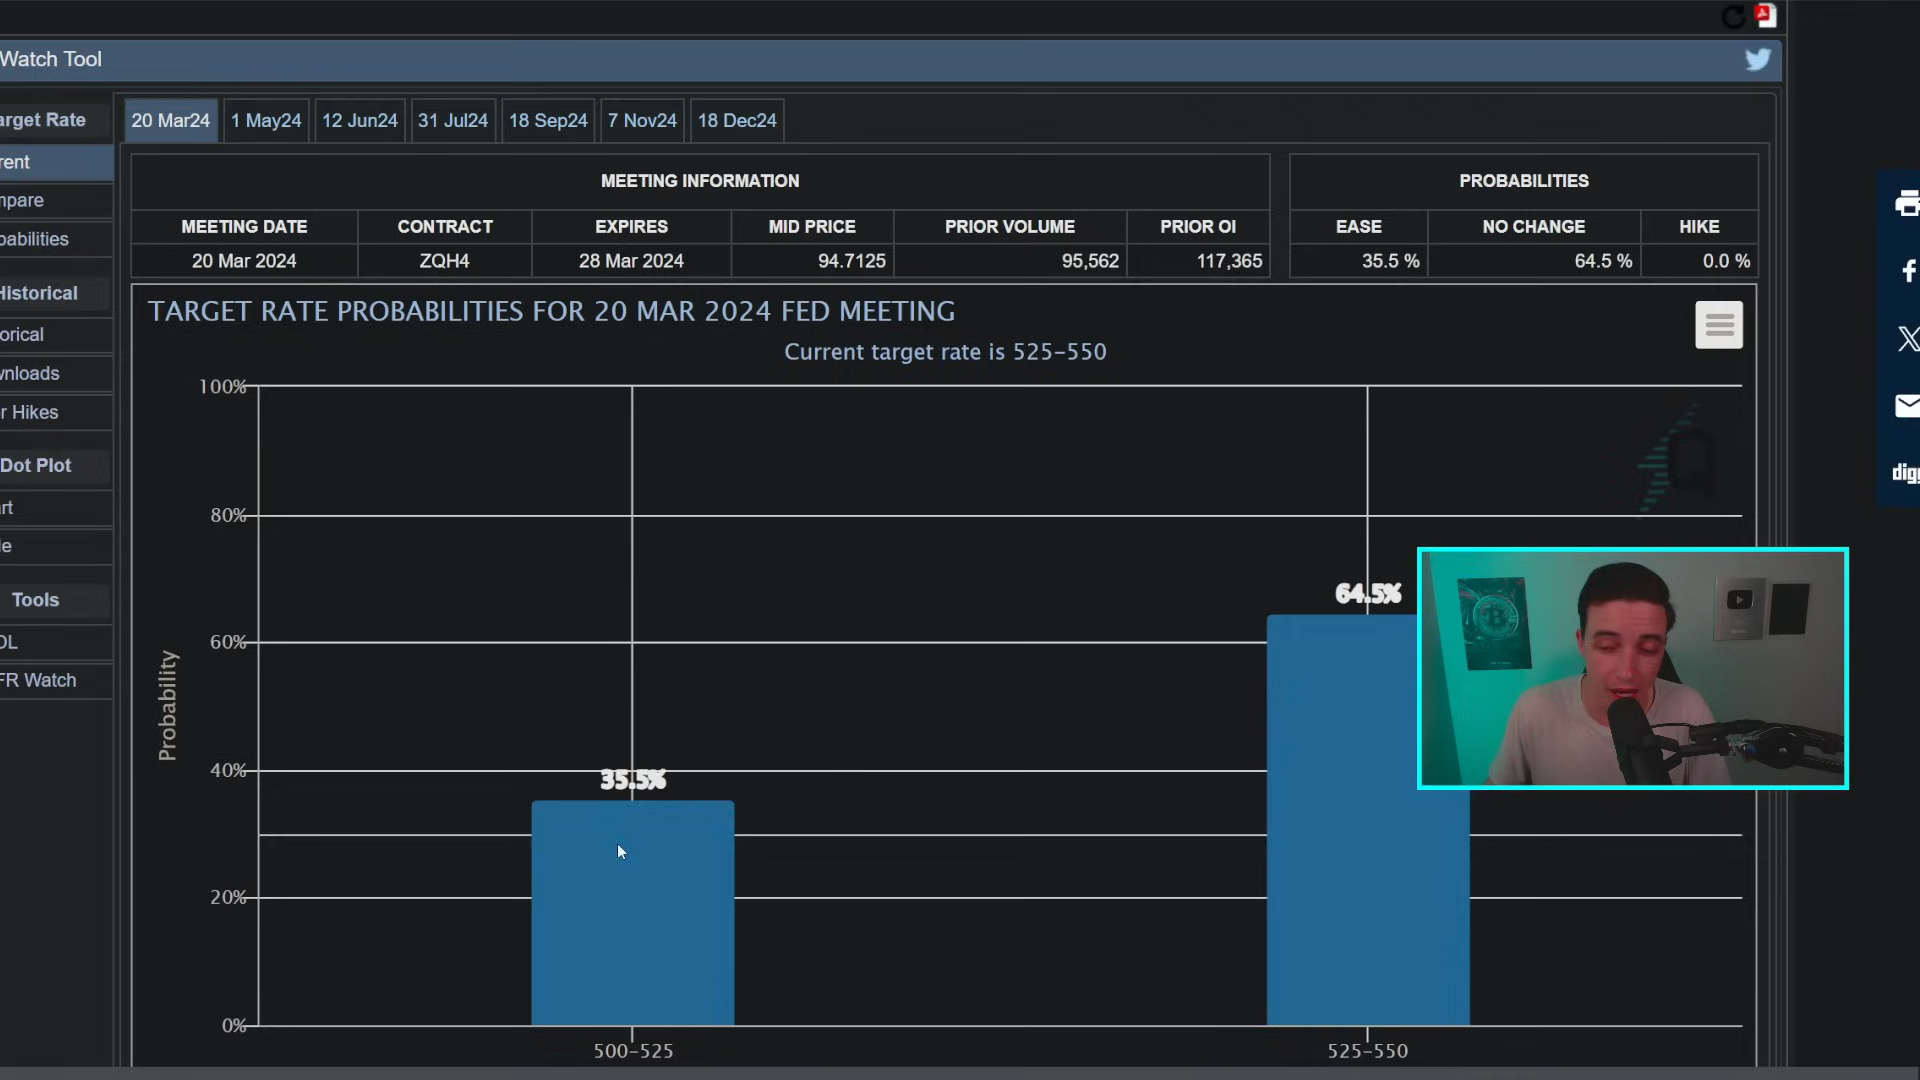 Watch Tool
arget Rate
rent
mpare
babilities
Historical
orical
wnloads
r Hikes
Dot Plot
art
le
Tools
OL
FR Watch
20 Mar24 1 May24 12 Jun24 31 Jul24 18 Sep24 7 Nov24 18 Dec24
MEETING INFORMATION
MEETING DATE CONTRACT EXPIRES MID PRICE PRIOR VOLUME PRIOR OI
20 Mar 2024 ZQH4 28 Mar 2024 94.7125 95,562 117,365
PROBABILITIES
EASE NO CHANGE HIKE
35.5 % 64.5 % 0.0 %
TARGET RATE PROBABILITIES FOR 20 MAR 2024 FED MEETING
Current target rate is 525–550
Probability
100%
80%
60%
40%
20%
0%
35.5%
64.5%
500–525
525–550
Q
digg